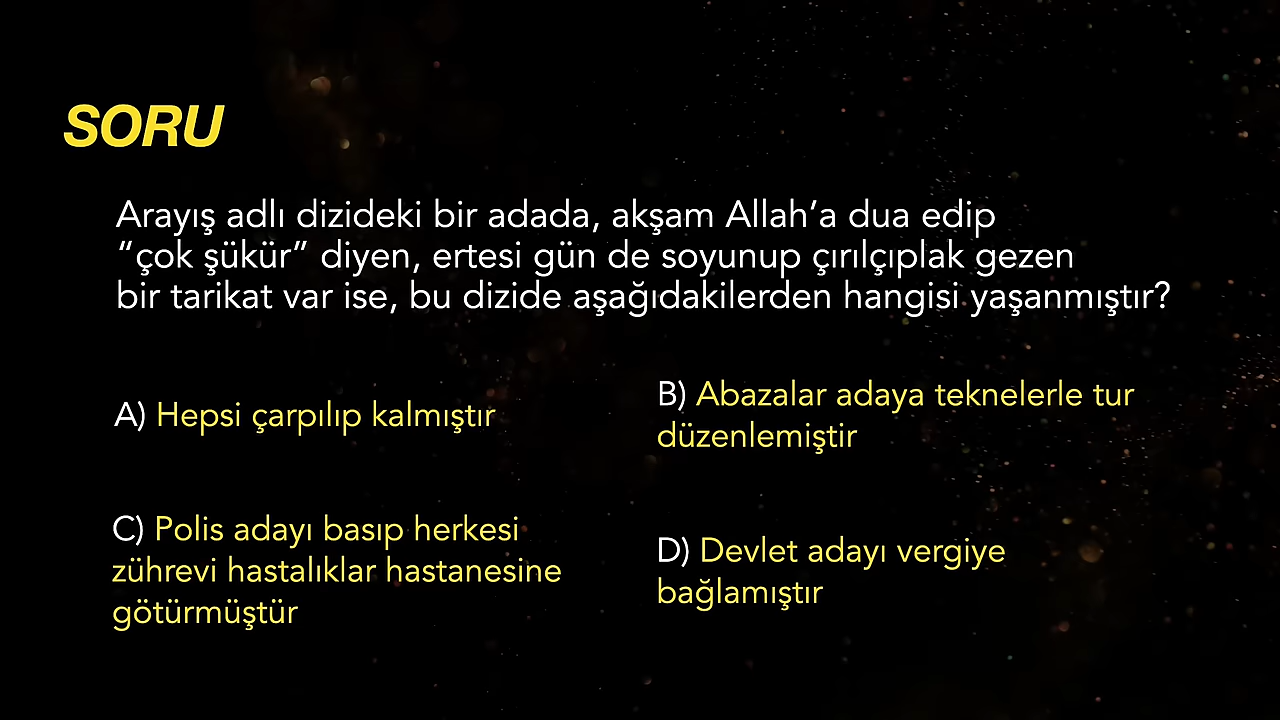 SORU
Arayış adlı dizideki bir adada, akşam Allah’a dua edip
“çok şükür” diyen, ertesi gün de soyunup çırılçıplak gezen
bir tarikat var ise, bu dizide aşağıdakilerden hangisi yaşanmıştır?
A) Hepsi çarpılıp kalmıştır
B) Abazalar adaya teknelerle tur
düzenlemiştir
C) Polis adayı basıp herkesi
zührevi hastalıklar hastanesine
götürmüştür
D) Devlet adayı vergiye
bağlamıştır